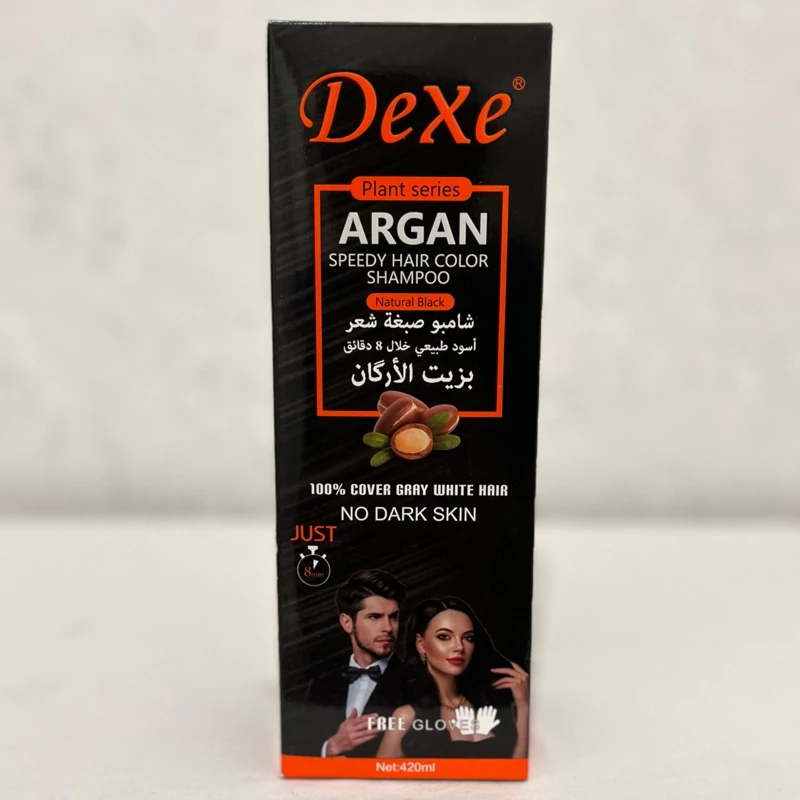 DeXe®
Plant series
ARGAN
SPEEDY HAIR COLOR
SHAMPOO
Natural Black
شامبو صبغة شعر
أسود طبيعي خلال 8 دقائق
بزيت الأرگان
100% COVER GRAY WHITE HAIR
NO DARK SKIN
JUST
8min
FREE GLOVES
Net:420ml